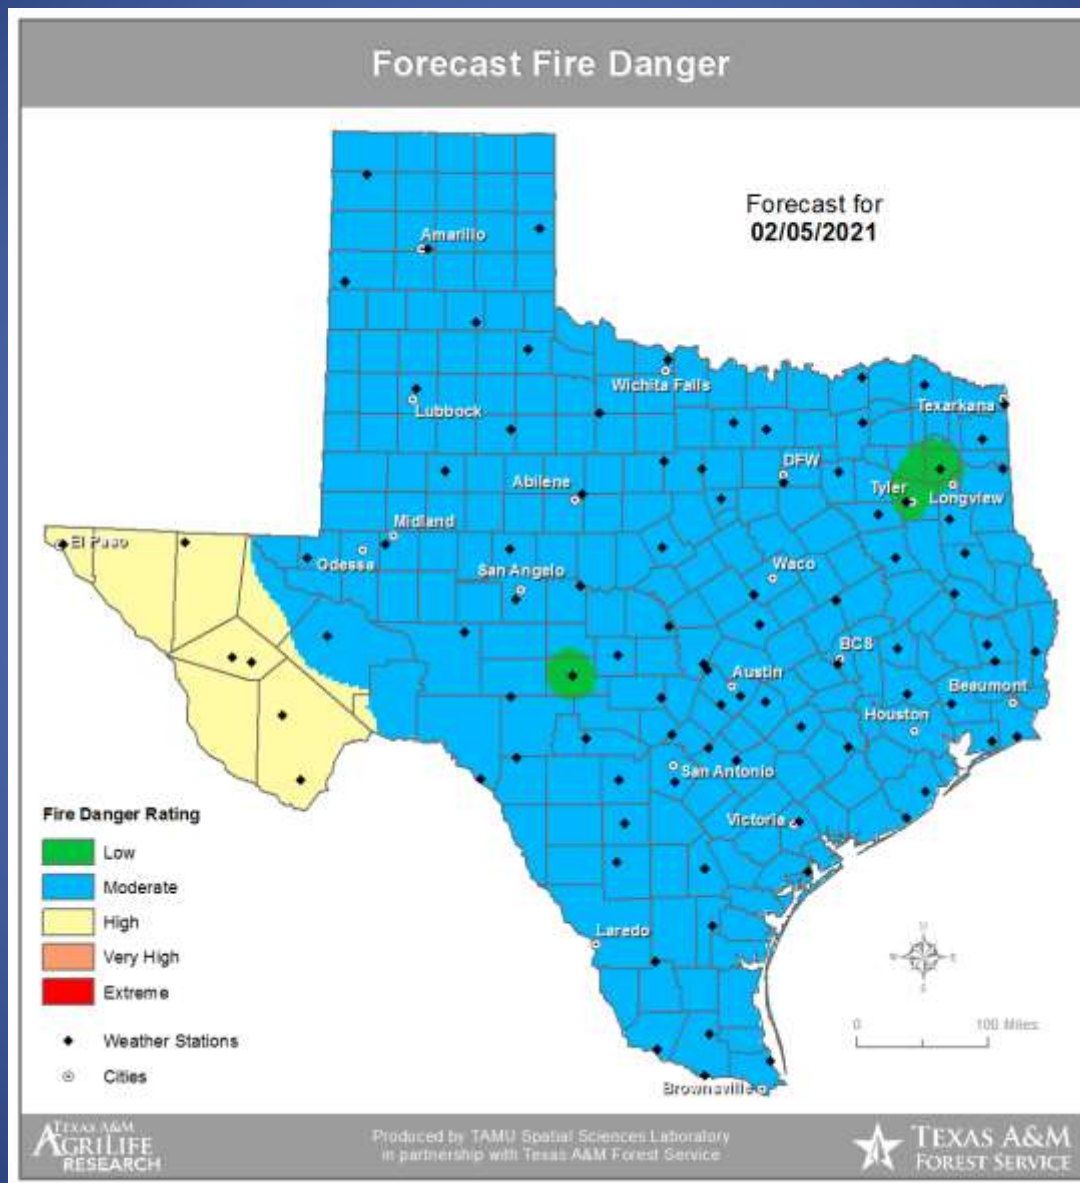 Forecast Fire Danger
Forecast for
02/05/2021
Amarillo
Wichita Falls
Lubbock
Texarkana
DFW
Abilene
Tyler
Longview
Midland
El Paso
Odessa
San Angelo
Waco
BCS
Austin
Beaumont
Houston
San Antonio
Victoria
Laredo
Brownsville
Fire Danger Rating
Low
Moderate
High
Very High
Extreme
Weather Stations
Cities
N
W E
S
0 100 Miles
TEXAS A&M
AGRILIFE
RESEARCH
Produced by TAMU Spatial Sciences Laboratory
in partnership with Texas A&M Forest Service
TEXAS A&M
FOREST SERVICE